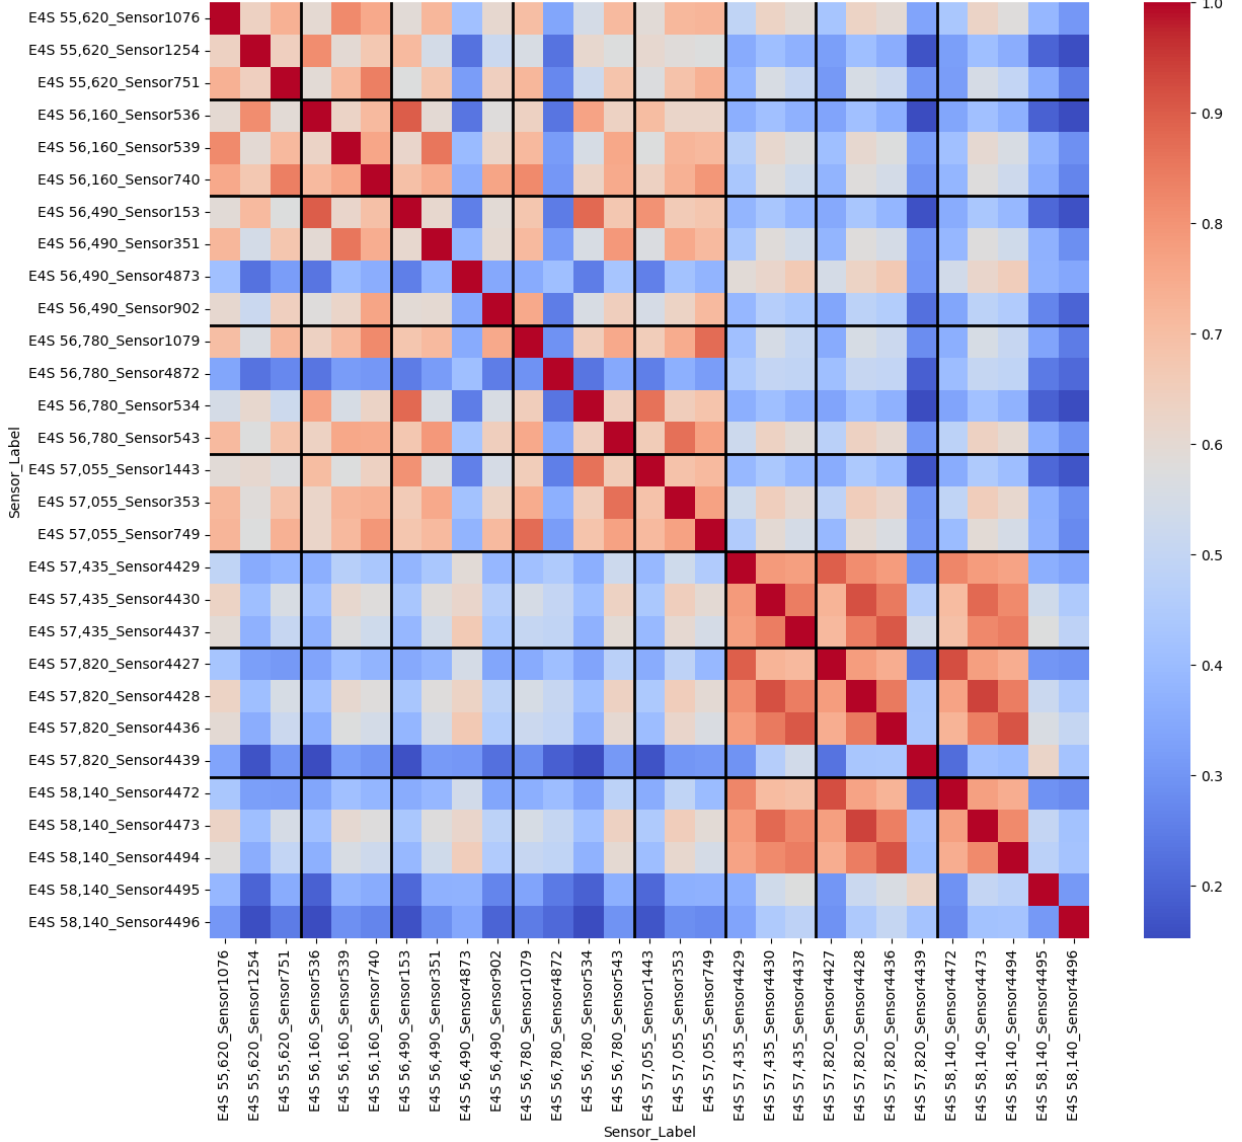 E4S 55,620_Sensor1076
E4S 55,620_Sensor1254
E4S 55,620_Sensor751
E4S 56,160_Sensor536
E4S 56,160_Sensor539
E4S 56,160_Sensor740
E4S 56,490_Sensor153
E4S 56,490_Sensor351
E4S 56,490_Sensor4873
E4S 56,490_Sensor902
E4S 56,780_Sensor1079
E4S 56,780_Sensor4872
E4S 56,780_Sensor534
E4S 56,780_Sensor543
E4S 57,055_Sensor1443
E4S 57,055_Sensor353
E4S 57,055_Sensor749
E4S 57,435_Sensor4429
E4S 57,435_Sensor4430
E4S 57,435_Sensor4437
E4S 57,820_Sensor4427
E4S 57,820_Sensor4428
E4S 57,820_Sensor4436
E4S 57,820_Sensor4439
E4S 58,140_Sensor4472
E4S 58,140_Sensor4473
E4S 58,140_Sensor4494
E4S 58,140_Sensor4495
E4S 58,140_Sensor4496
Sensor_Label
E4S 55,620_Sensor1076
E4S 55,620_Sensor1254
E4S 55,620_Sensor751
E4S 56,160_Sensor536
E4S 56,160_Sensor539
E4S 56,160_Sensor740
E4S 56,490_Sensor153
E4S 56,490_Sensor351
E4S 56,490_Sensor4873
E4S 56,490_Sensor902
E4S 56,780_Sensor1079
E4S 56,780_Sensor4872
E4S 56,780_Sensor534
E4S 56,780_Sensor543
E4S 57,055_Sensor1443
E4S 57,055_Sensor353
E4S 57,055_Sensor749
E4S 57,435_Sensor4429
E4S 57,435_Sensor4430
E4S 57,435_Sensor4437
E4S 57,820_Sensor4427
E4S 57,820_Sensor4428
E4S 57,820_Sensor4436
E4S 57,820_Sensor4439
E4S 58,140_Sensor4472
E4S 58,140_Sensor4473
E4S 58,140_Sensor4494
E4S 58,140_Sensor4495
E4S 58,140_Sensor4496
Sensor_Label
1.0
0.9
0.8
0.7
0.6
0.5
0.4
0.3
0.2